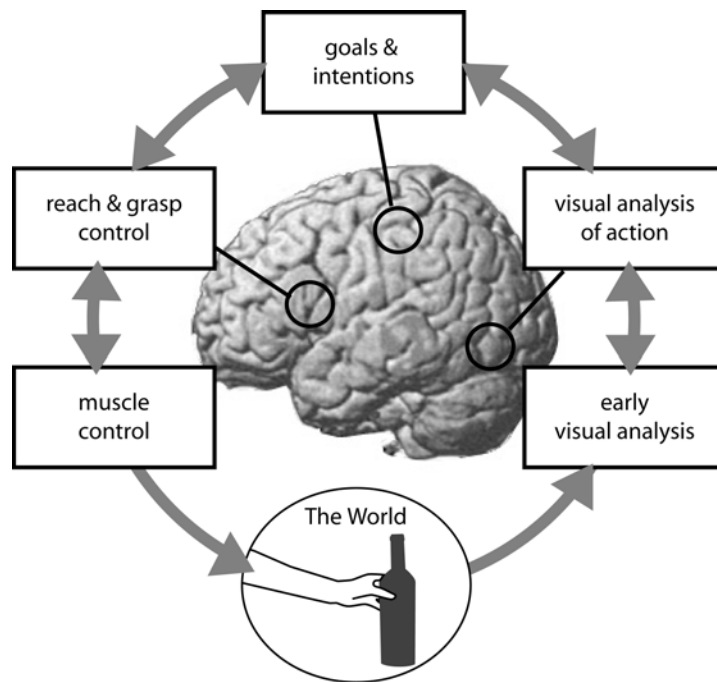 goals &
intentions
reach & grasp
control
visual analysis
of action
muscle
control
early
visual analysis
The World